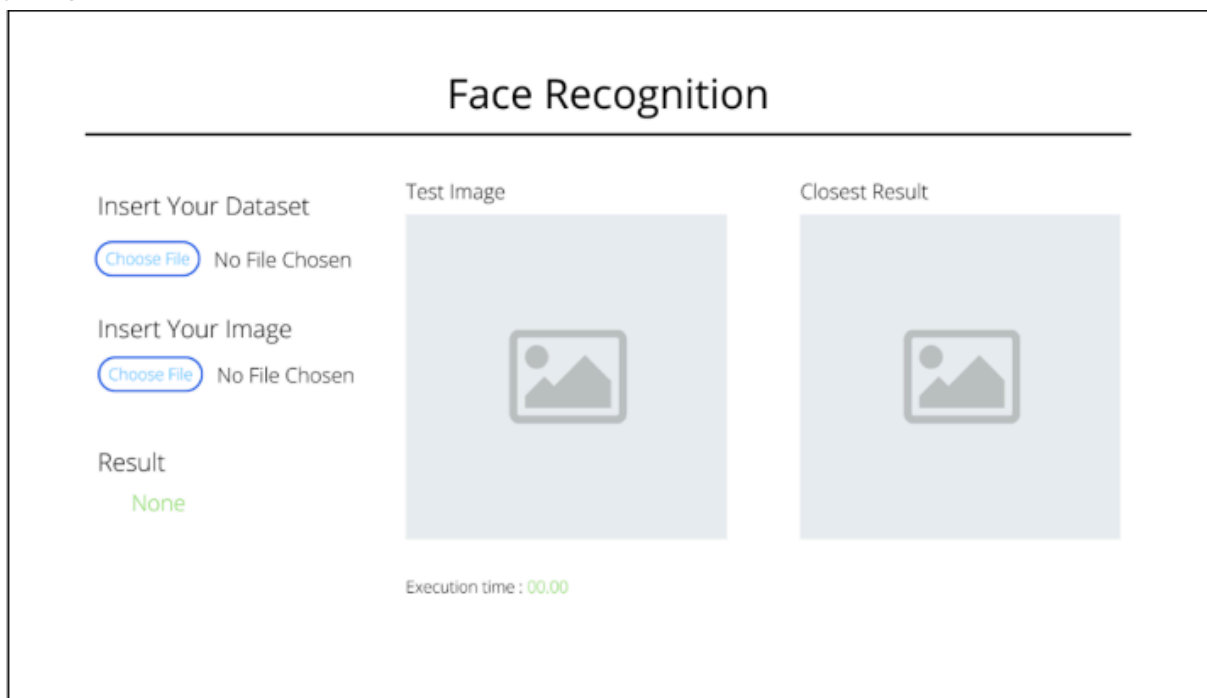 Face Recognition
Insert Your Dataset
Choose File No File Chosen
Insert Your Image
Choose File No File Chosen
Result
None
Test Image
Closest Result
Execution time : 00.00